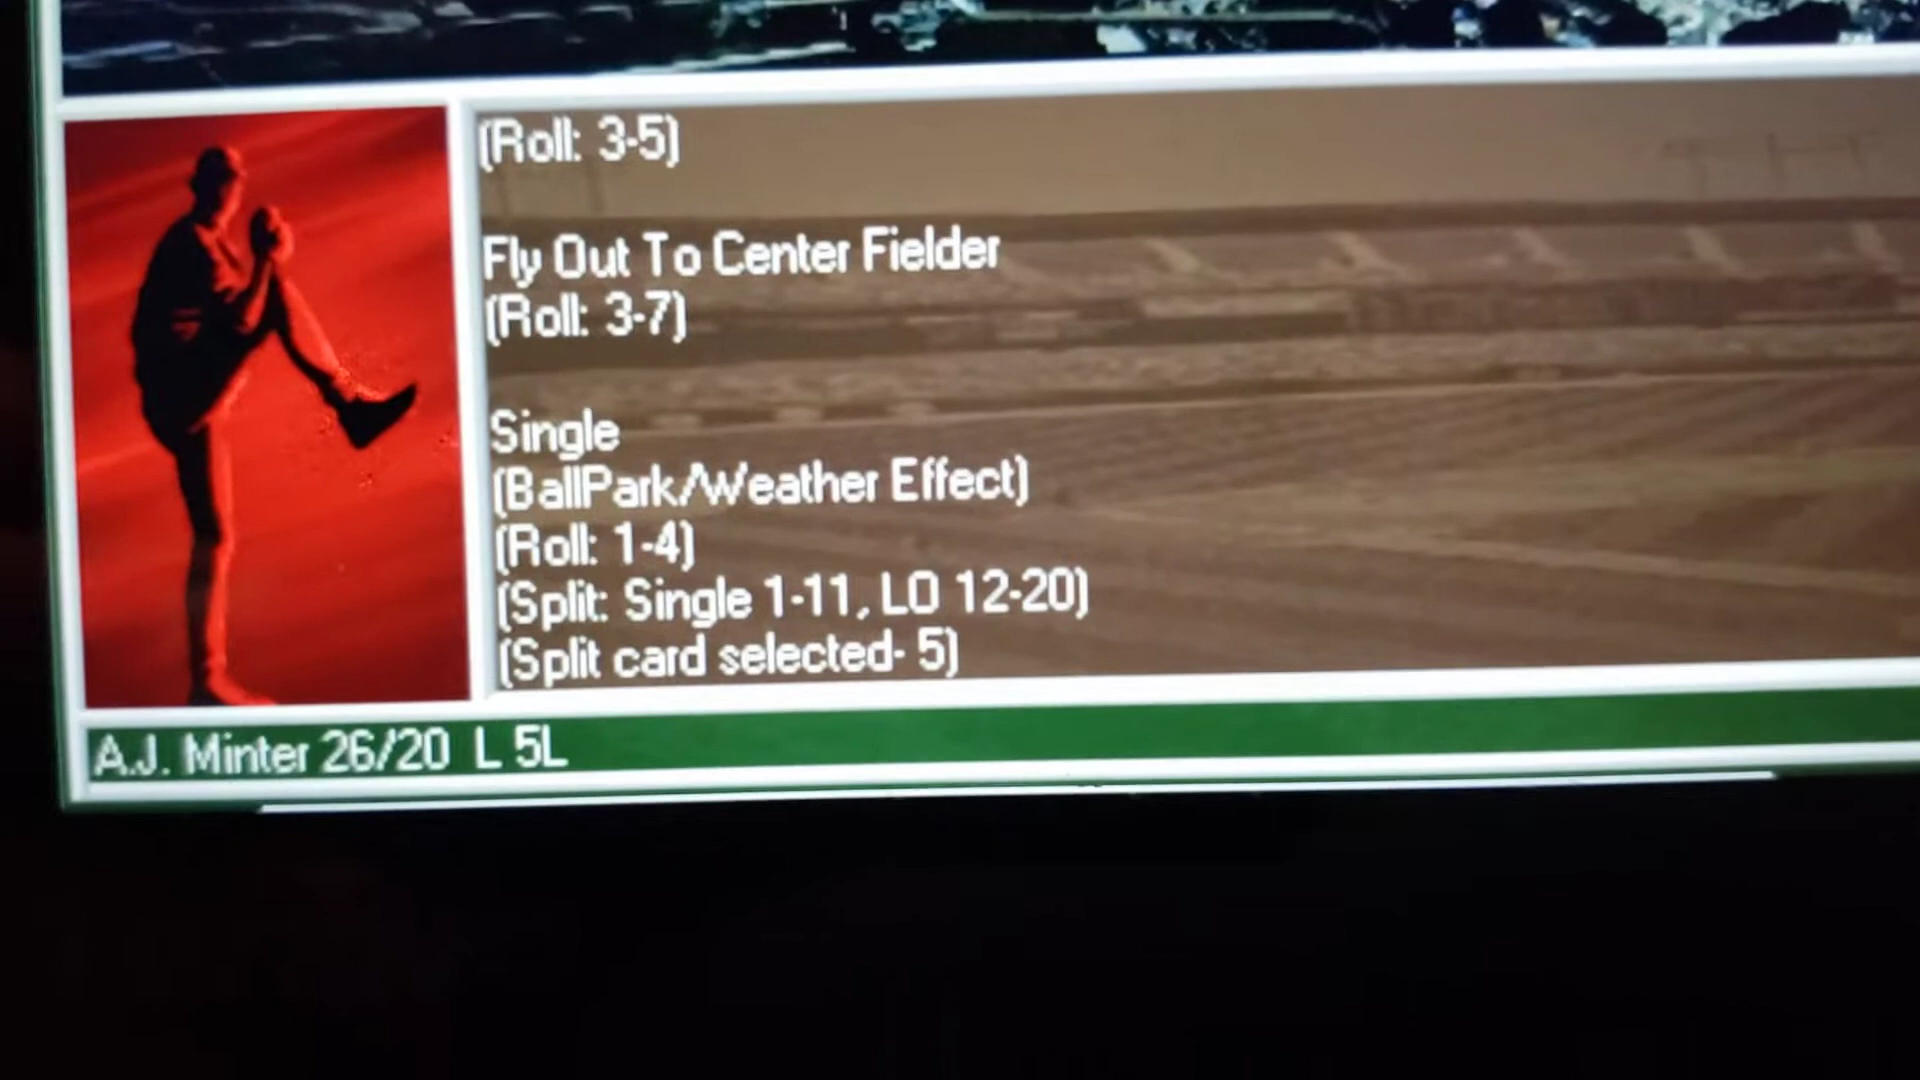 (Roll: 3-5)
Fly Out To Center Fielder
(Roll: 3-7)
Single
(BallPark/Weather Effect)
(Roll: 1-4)
(Split: Single 1-11, LO 12-20)
(Split card selected- 5)
A.J. Minter 26/20 L 5L